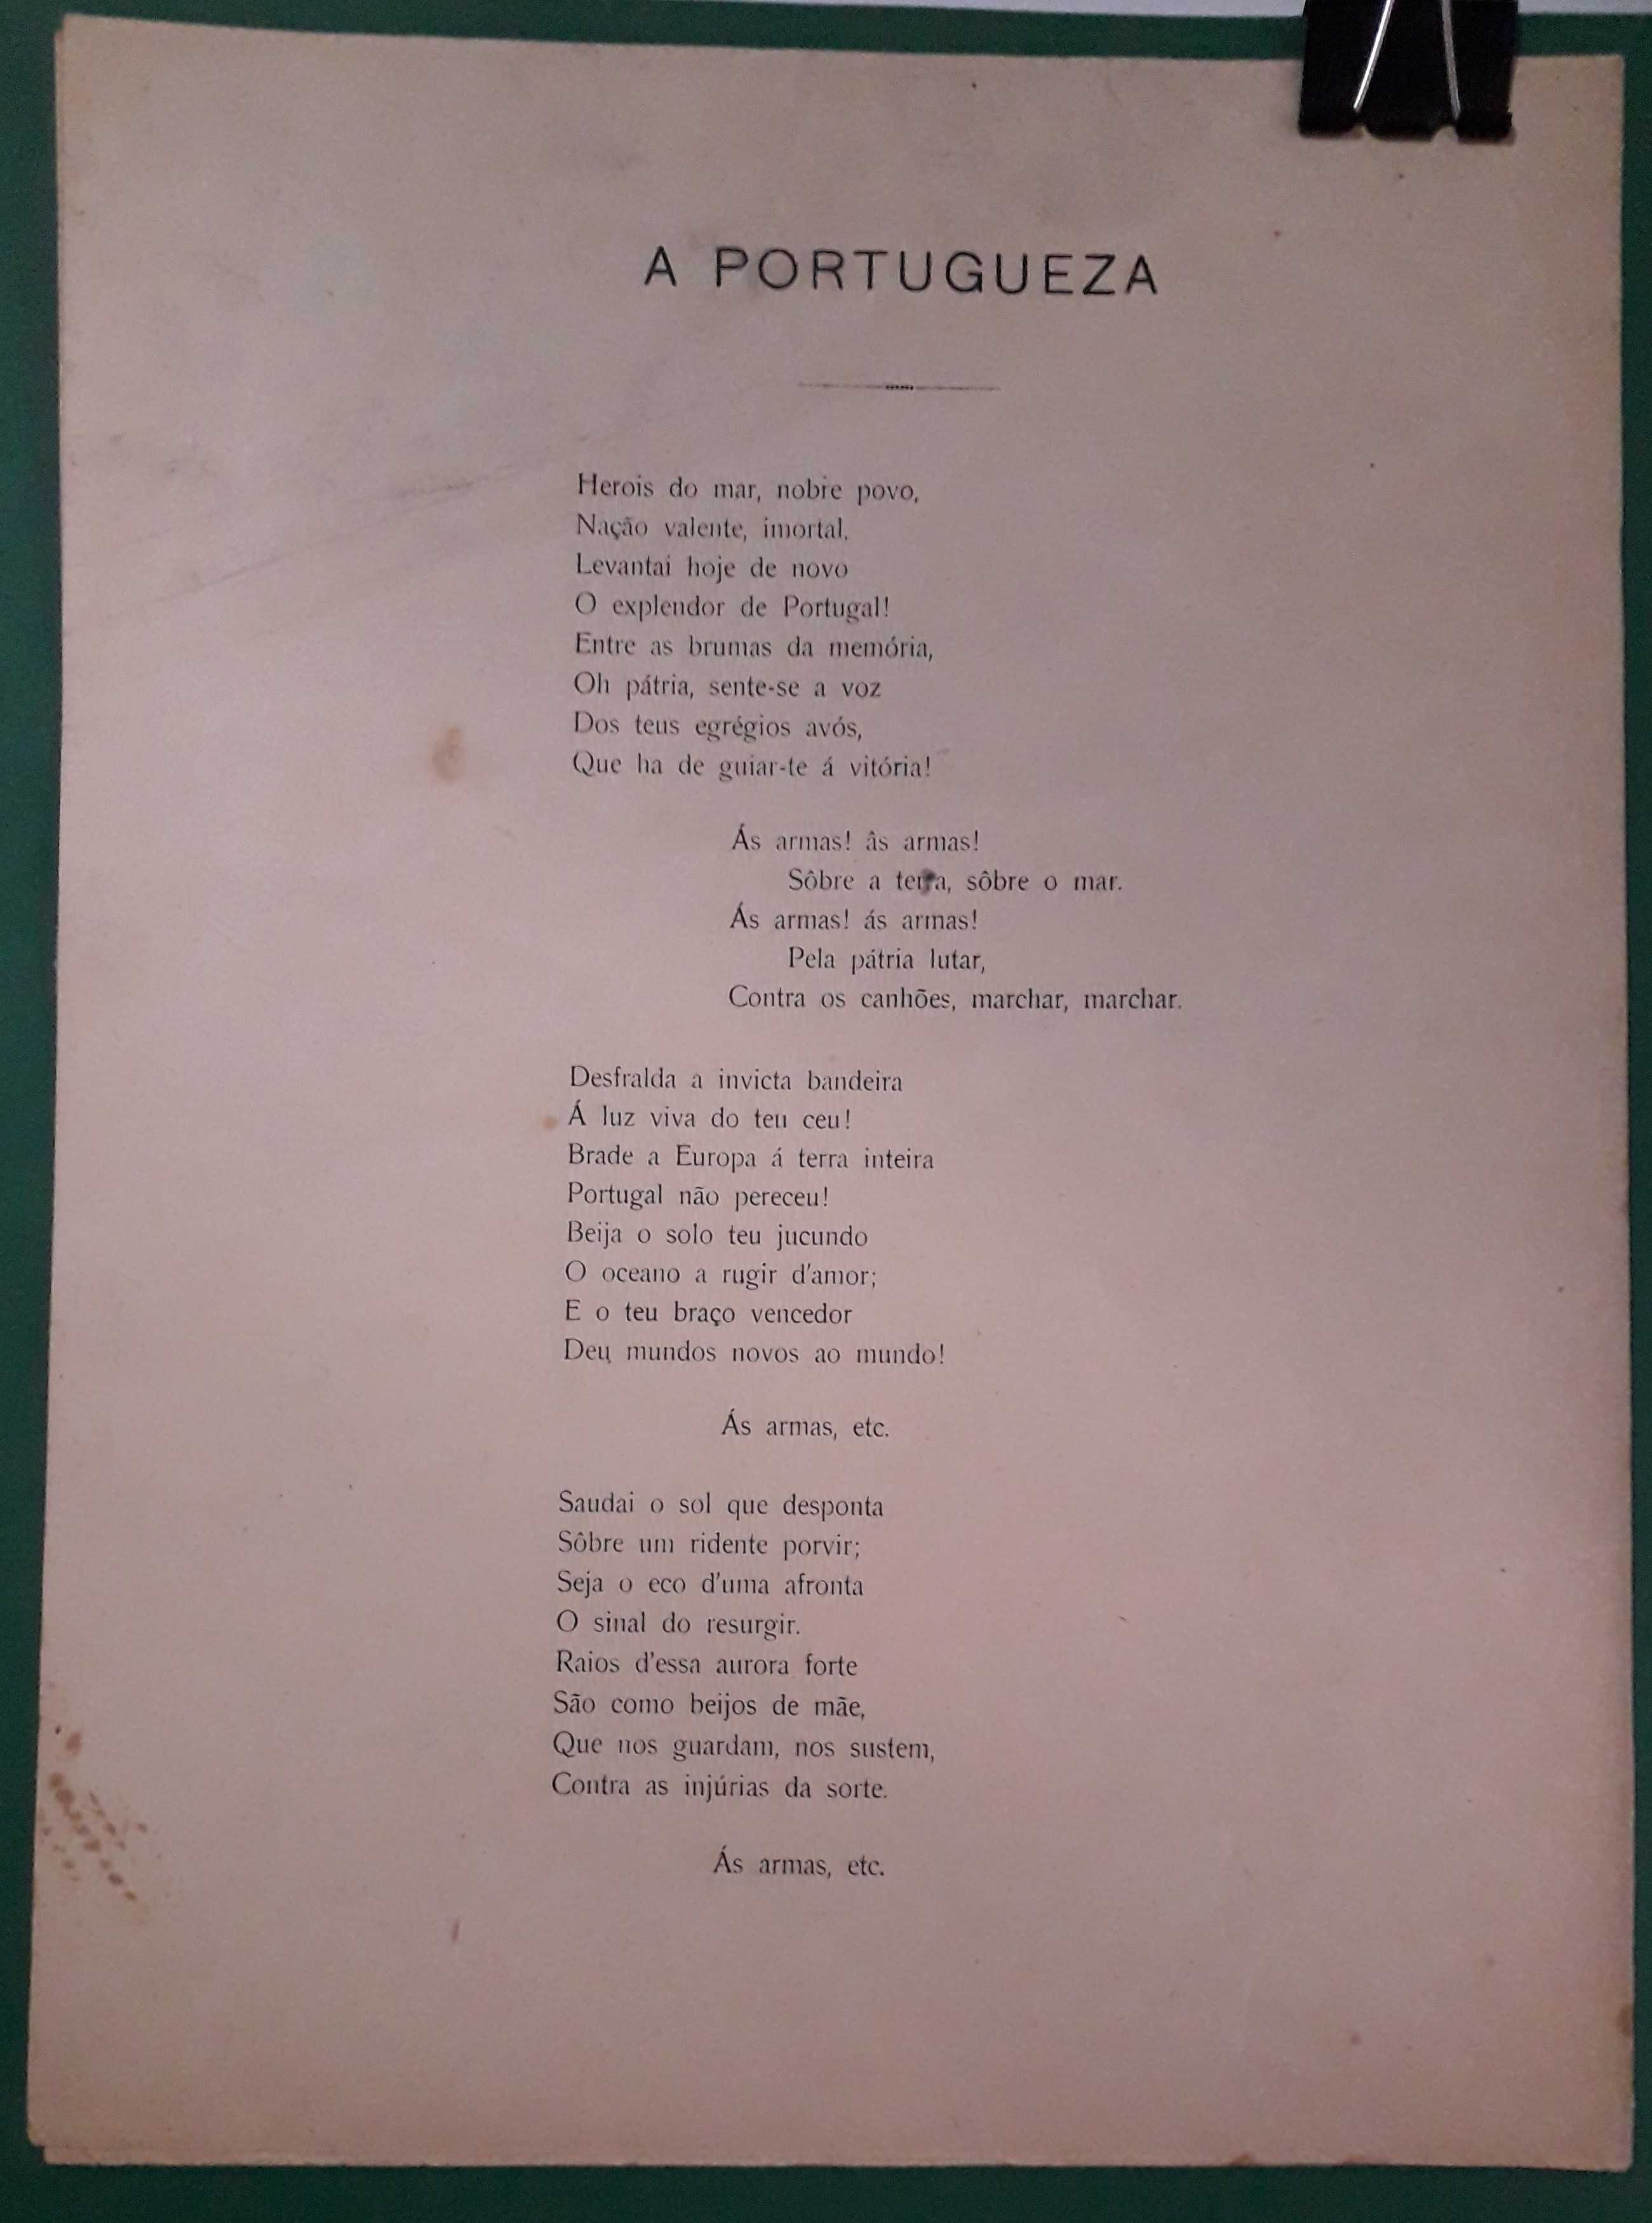 A PORTUGUEZA
Herois do mar, nobre povo,
Nação valente, imortal,
Levantai hoje de novo
O explendor de Portugal!
Entre as brumas da memória,
Oh pátria, sente-se a voz
Dos teus egrégios avós,
Que ha de guiar-te á vitória!
Ás armas! âs armas!
Sôbre a terra, sôbre o mar.
Ás armas! ás armas!
Pela pátria lutar,
Contra os canhões, marchar, marchar.
Desfralda a invicta bandeira
Á luz viva do teu ceu!
Brade a Europa á terra inteira
Portugal não pereceu!
Beija o solo teu jucundo
O oceano a rugir d'amor;
E o teu braço vencedor
Deu mundos novos ao mundo!
Ás armas, etc.
Saudai o sol que desponta
Sôbre um ridente porvir;
Seja o eco d'uma afronta
O sinal do resurgir.
Raios d'essa aurora forte
São como beijos de mãe,
Que nos guardam, nos sustem,
Contra as injúrias da sorte.
Ás armas, etc.